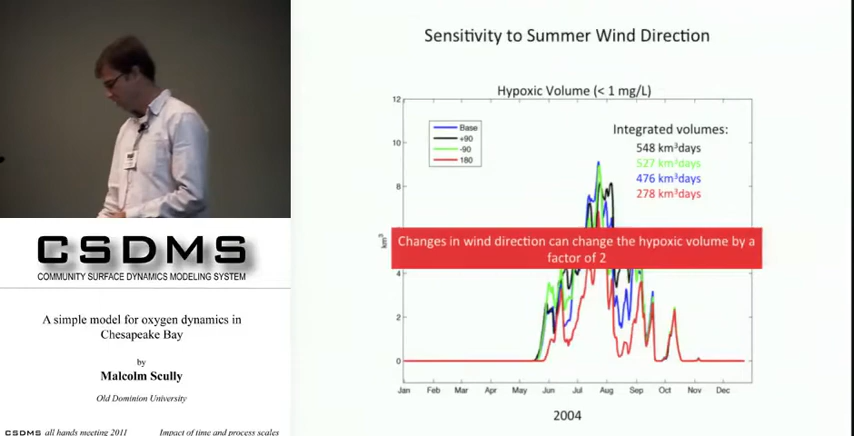 Sensitivity to Summer Wind Direction
Hypoxic Volume (< 1 mg/L)
12
10
8
4
2
0
km³
Base
+90
-90
180
Integrated volumes:
548 km³days
527 km³days
476 km³days
278 km³days
Changes in wind direction can change the hypoxic volume by a
factor of 2
Jan Feb Mar Apr May Jun Jul Aug Sep Oct Nov Dec
2004
CSDMS
COMMUNITY SURFACE DYNAMICS MODELING SYSTEM
A simple model for oxygen dynamics in
Chesapeake Bay
by
Malcolm Scully
Old Dominion University
CSDMS all hands meeting 2011 Impact of time and process scales